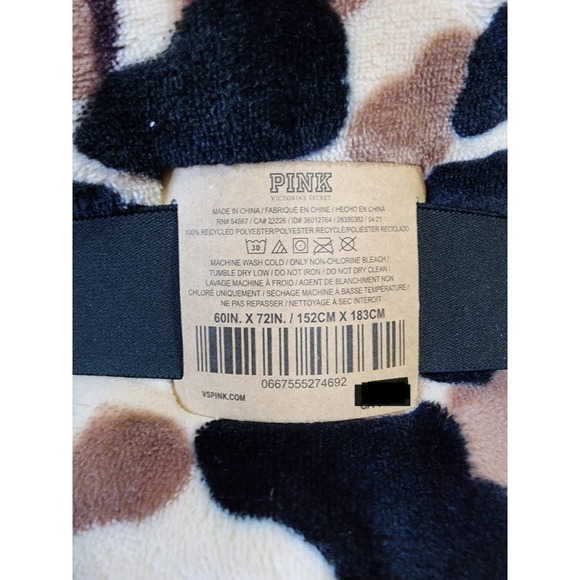 PINK
VICTORIA'S SECRET
MADE IN CHINA / FABRIQUÉ EN CHINE / HECHO EN CHINA
RN# 54867 / CA# 23226 / ID# 36012764 / 26330382 / 04 21
100% RECYCLED POLYESTER/POLYESTER RECYCLÉ/POLIÉSTER RECICLADO
30
MACHINE WASH COLD / ONLY NON-CHLORINE BLEACH /
TUMBLE DRY LOW / DO NOT IRON / DO NOT DRY CLEAN /
LAVAGE MACHINE À FROID / AGENT DE BLANCHIMENT NON
CHLORÉ UNIQUEMENT / SÉCHAGE MACHINE À BASSE TEMPÉRATURE /
NE PAS REPASSER / NETTOYAGE À SEC INTERDIT
60IN. X 72IN. / 152CM X 183CM
0667555274692
VSPINK.COM